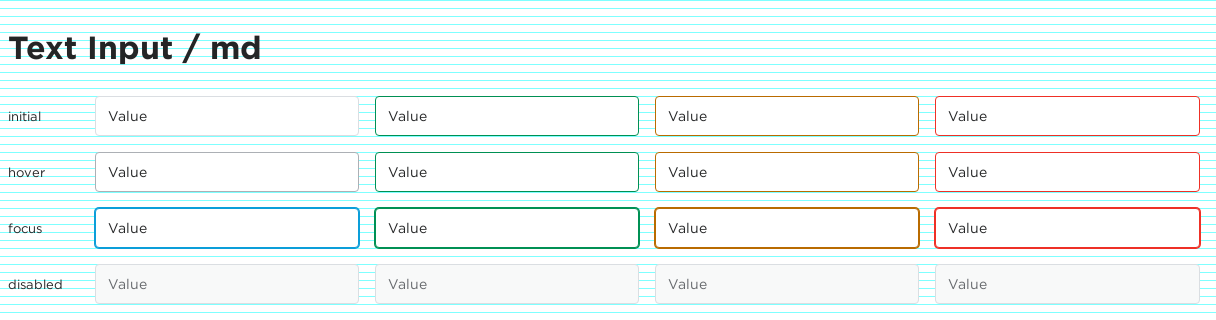 Text Input / md
initial Value Value Value Value
hover Value Value Value Value
focus Value Value Value Value
disabled Value Value Value Value